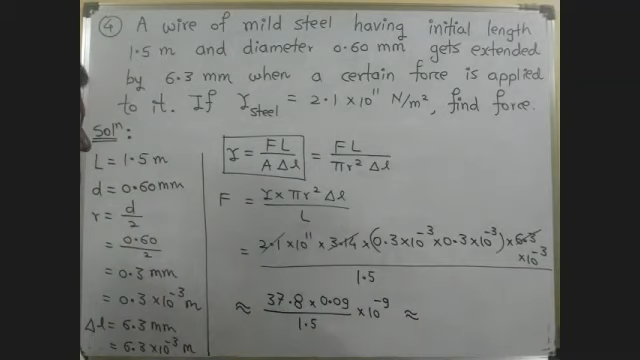 ④ A wire of mild steel having initial length
1.5 m and diameter 0.60 mm gets extended
by 6.3 mm when a certain force is applied
to it. If Y steel = 2.1 × 10¹¹ N/m², find force.
Solⁿ:
L = 1.5 m
d = 0.60 mm
r = d/2
= 0.60/2
= 0.3 mm
= 0.3 × 10⁻³ m
Δl = 6.3 mm
= 6.3 × 10⁻³ m
Y = FL/AΔl = FL/πr²Δl
F = Y × πr² Δl/L
= 2.1 × 10¹¹ × 3.14 × (0.3 × 10⁻³ × 0.3 × 10⁻³) × 6.3 × 10⁻³/1.5
≈ 37.8 × 0.09/1.5 × 10⁻⁹ ≈